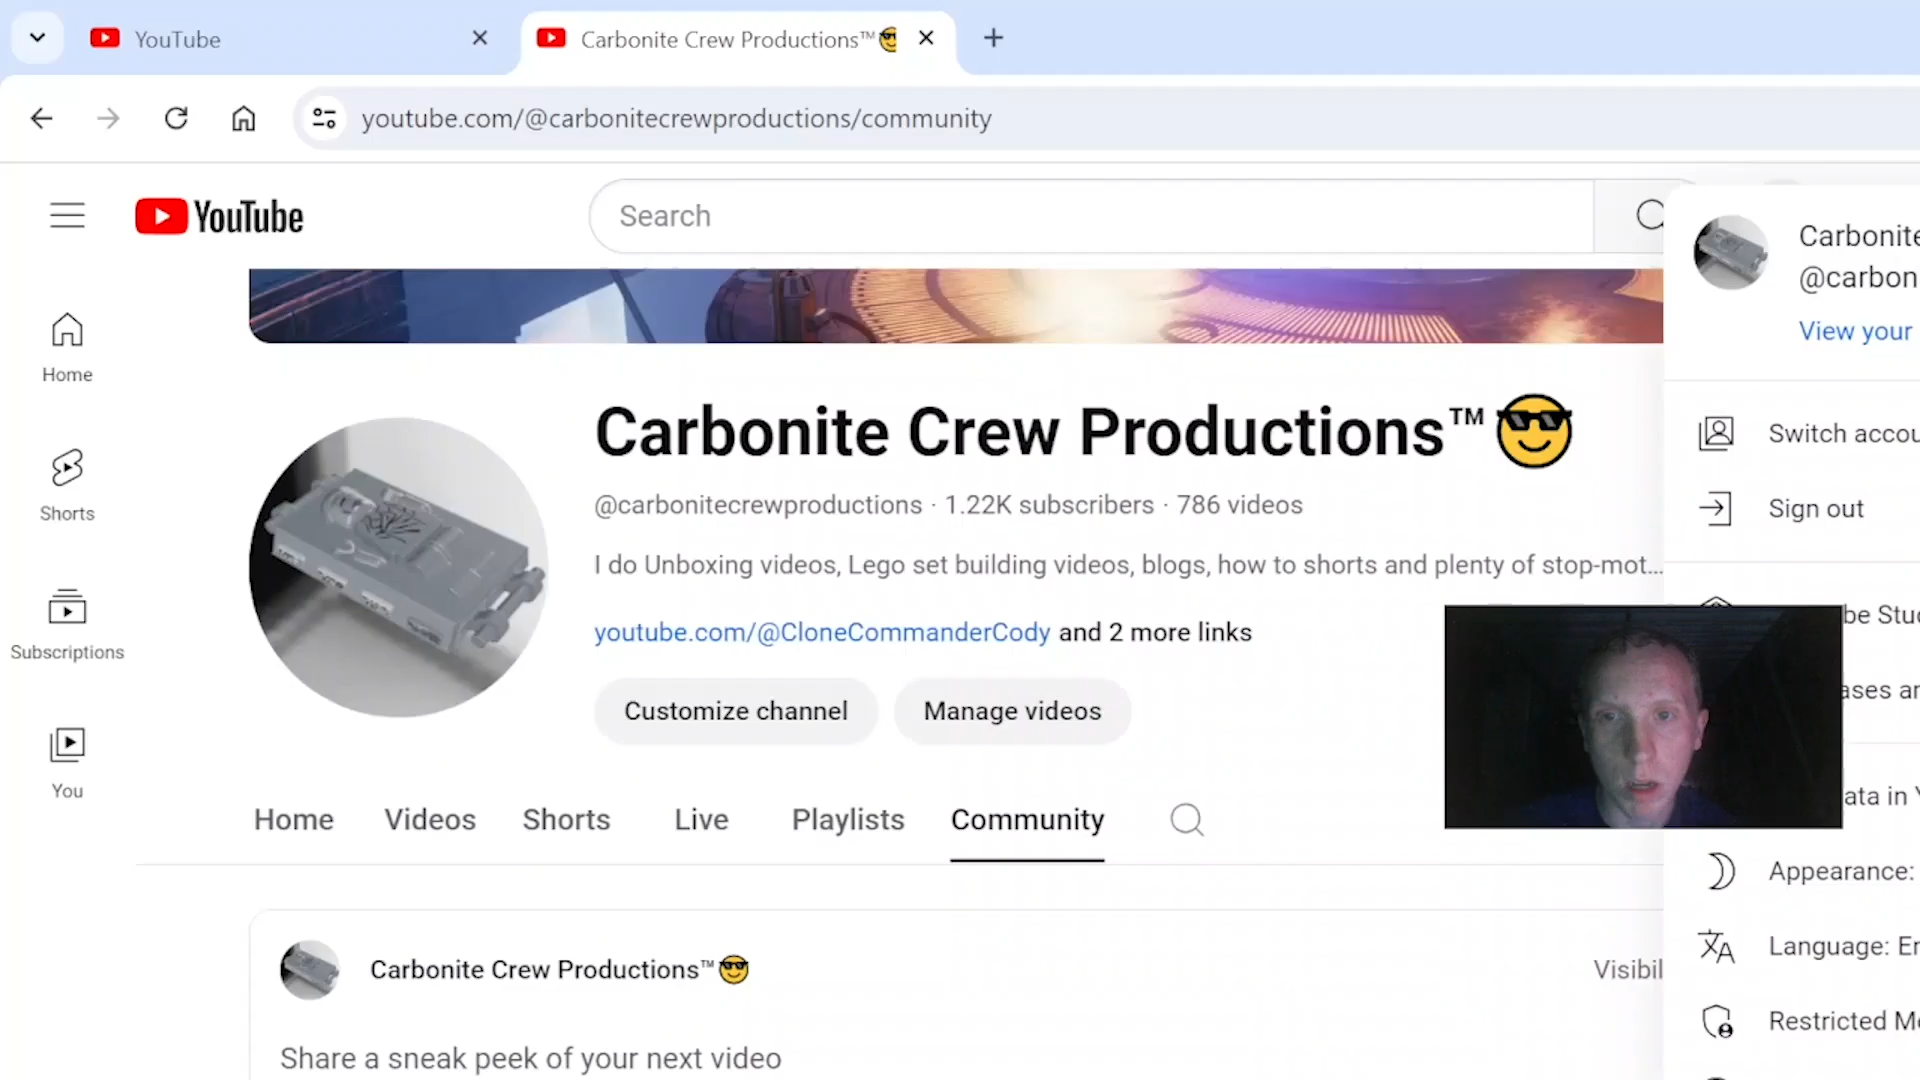 YouTube
Carbonite Crew Productions™😎
youtube.com/@carbonitecrewproductions/community
YouTube
Search
Carbonite
@carbon
View your
Home
Shorts
Subscriptions
You
Carbonite Crew Productions™😎
@carbonitecrewproductions · 1.22K subscribers · 786 videos
I do Unboxing videos, Lego set building videos, blogs, how to shorts and plenty of stop-mot...
youtube.com/@CloneCommanderCody and 2 more links
Customize channel
Manage videos
Switch accou
Sign out
be Stu
ases an
ata in Y
Appearance:
Language: En
Restricted Mo
Home Videos Shorts Live Playlists Community
Carbonite Crew Productions™😎
Visibil
Share a sneak peek of your next video